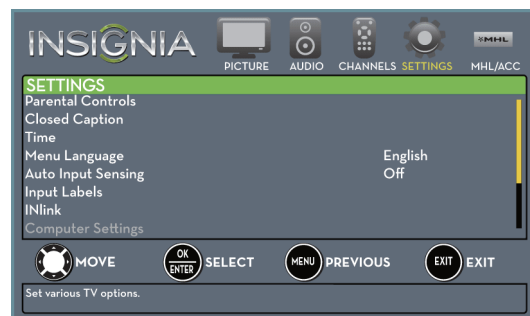 INSIGNIA
PICTURE AUDIO CHANNELS SETTINGS MHL/ACC
MHL
SETTINGS
Parental Controls
Closed Caption
Time
Menu Language English
Auto Input Sensing Off
Input Labels
INlink
Computer Settings
MOVE OK ENTER SELECT MENU PREVIOUS EXIT EXIT
Set various TV options.